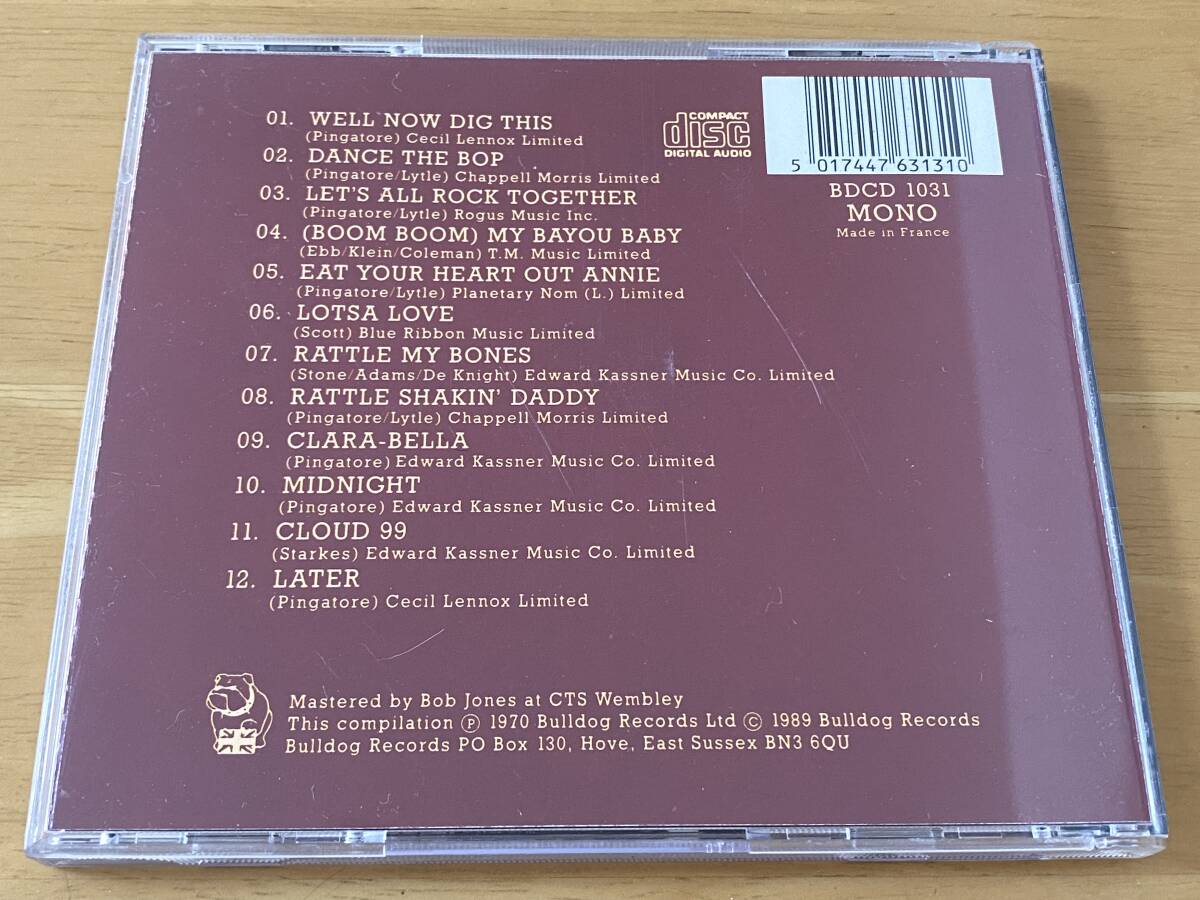 01. WELL NOW DIG THIS
(Pingatore) Cecil Lennox Limited
02. DANCE THE BOP
(Pingatore/Lytle) Chappell Morris Limited
03. LET'S ALL ROCK TOGETHER
(Pingatore/Lytle) Rogus Music Inc.
04. (BOOM BOOM) MY BAYOU BABY
(Ebb/Klein/Coleman) T.M. Music Limited
05. EAT YOUR HEART OUT ANNIE
(Pingatore/Lytle) Planetary Nom (L.) Limited
06. LOTSA LOVE
(Scott) Blue Ribbon Music Limited
07. RATTLE MY BONES
(Stone/Adams/De Knight) Edward Kassner Music Co. Limited
08. RATTLE SHAKIN' DADDY
(Pingatore/Lytle) Chappell Morris Limited
09. CLARA-BELLA
(Pingatore) Edward Kassner Music Co. Limited
10. MIDNIGHT
(Pingatore) Edward Kassner Music Co. Limited
11. CLOUD 99
(Starkes) Edward Kassner Music Co. Limited
12. LATER
(Pingatore) Cecil Lennox Limited
COMPACT
disc
DIGITAL AUDIO
5 017447 631310
BDCD 1031
MONO
Made in France
Mastered by Bob Jones at CTS Wembley
This compilation ℗ 1970 Bulldog Records Ltd © 1989 Bulldog Records
Bulldog Records PO Box 130, Hove, East Sussex BN3 6QU